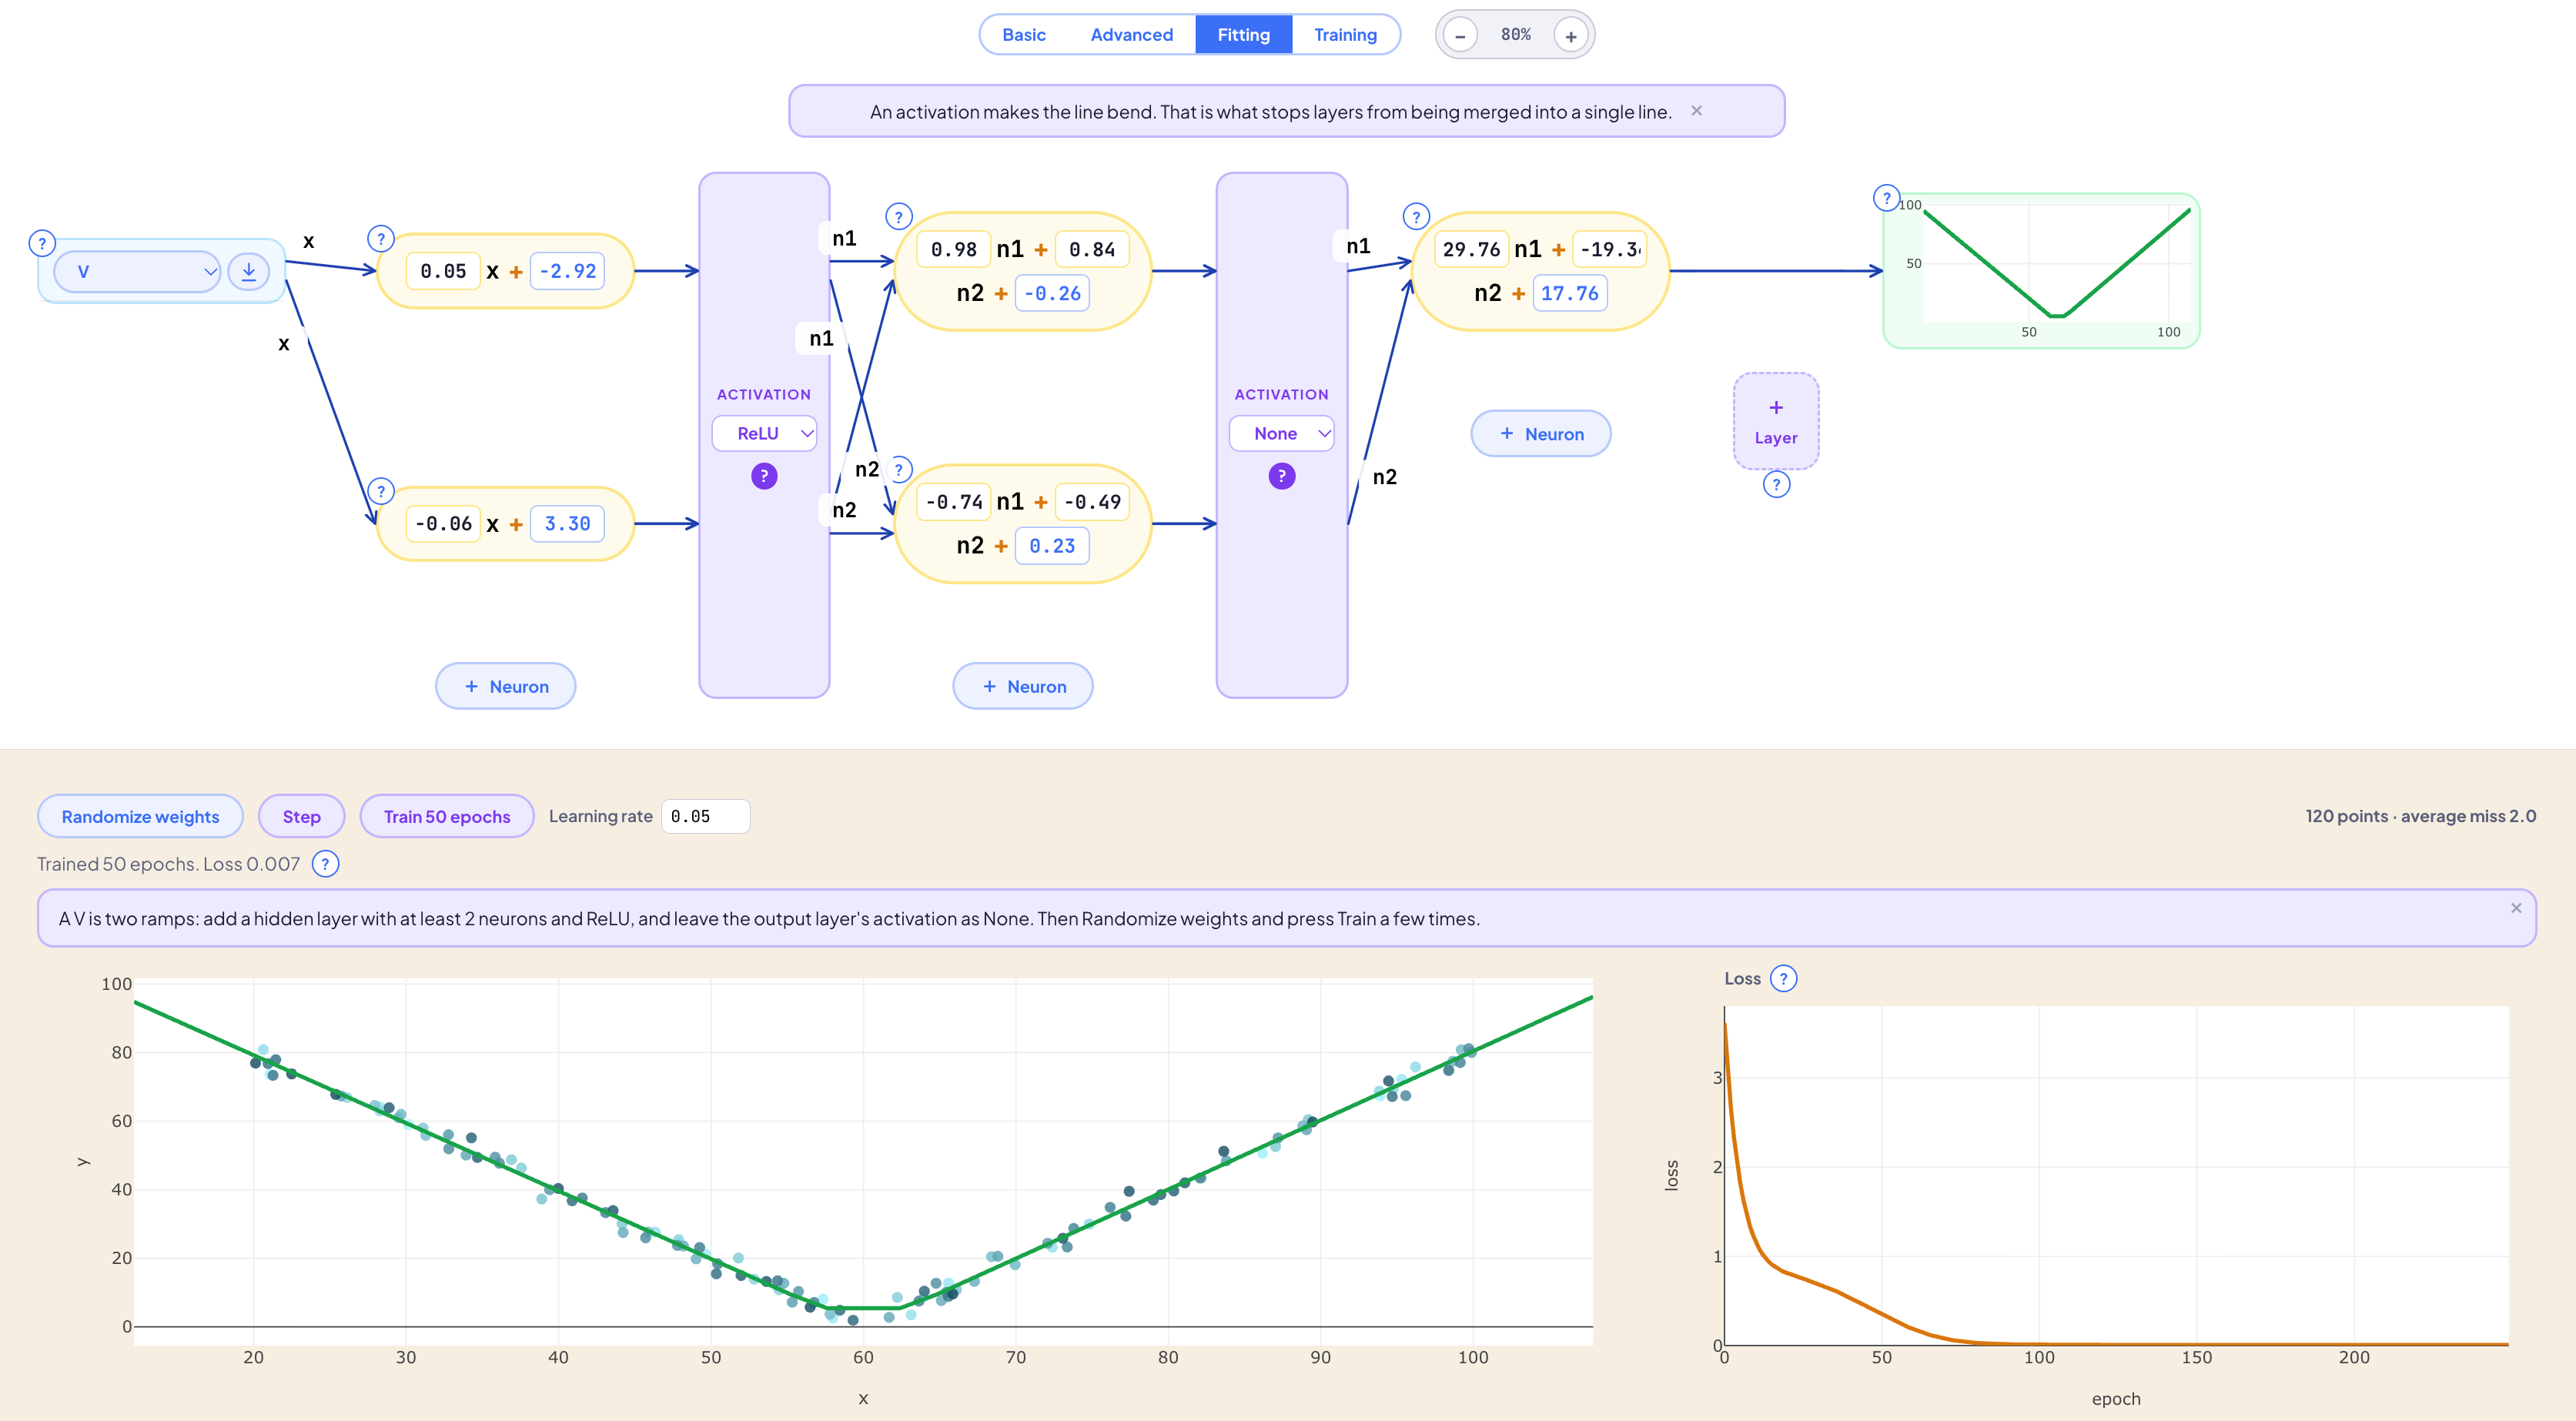 Basic Advanced Fitting Training − 80% +
An activation makes the line bend. That is what stops layers from being merged into a single line. ×
? V
x
x
? 0.05 x + -2.92
? -0.06 x + 3.30
+ Neuron
ACTIVATION
ReLU
?
n1
n1
n2
n2
? 0.98 n1 + 0.84
n2 + -0.26
? -0.74 n1 + -0.49
n2 + 0.23
+ Neuron
ACTIVATION
None
?
n1
n2
? 29.76 n1 + -19.3
n2 + 17.76
+ Neuron
+
Layer
?
?
100
50
50 100
Randomize weights Step Train 50 epochs Learning rate 0.05 120 points · average miss 2.0
Trained 50 epochs. Loss 0.007 ?
A V is two ramps: add a hidden layer with at least 2 neurons and ReLU, and leave the output layer's activation as None. Then Randomize weights and press Train a few times. ×
100
80
60
40
20
0
y
20 30 40 50 60 70 80 90 100
x
Loss ?
3
2
1
0
loss
0 50 100 150 200
epoch